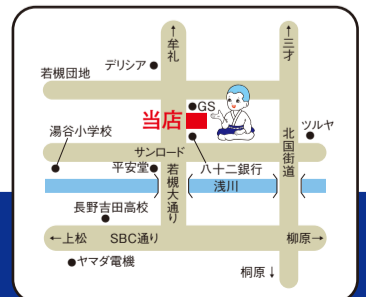 ↑牟礼
↑三才
デリシア
若槻団地
GS
当店
湯谷小学校
ツルヤ
サンロード
北国街道
平安堂
八十二銀行
若槻大通り
浅川
長野吉田高校
←上松
SBC通り
柳原→
ヤマダ電機
桐原↓